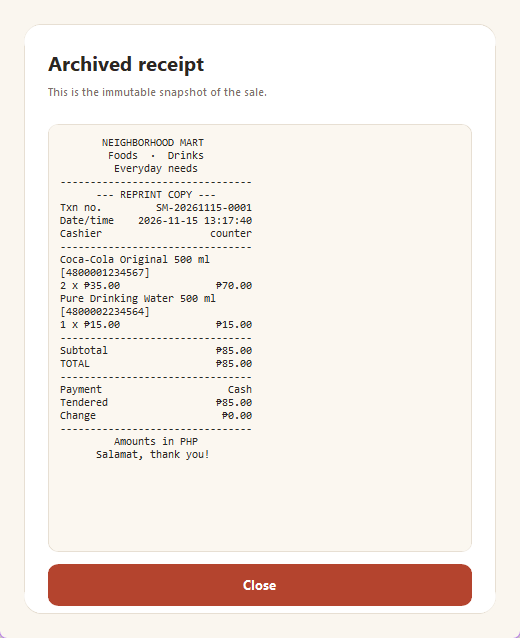 Archived receipt
This is the immutable snapshot of the sale.
NEIGHBORHOOD MART
Foods · Drinks
Everyday needs
--------------------------------
--- REPRINT COPY ---
Txn no. SM-20261115-0001
Date/time 2026-11-15 13:17:40
Cashier counter
--------------------------------
Coca-Cola Original 500 ml
[4800001234567]
2 x ₱35.00 ₱70.00
Pure Drinking Water 500 ml
[4800002234564]
1 x ₱15.00 ₱15.00
--------------------------------
Subtotal ₱85.00
TOTAL ₱85.00
--------------------------------
Payment Cash
Tendered ₱85.00
Change ₱0.00
--------------------------------
Amounts in PHP
Salamat, thank you!
Close